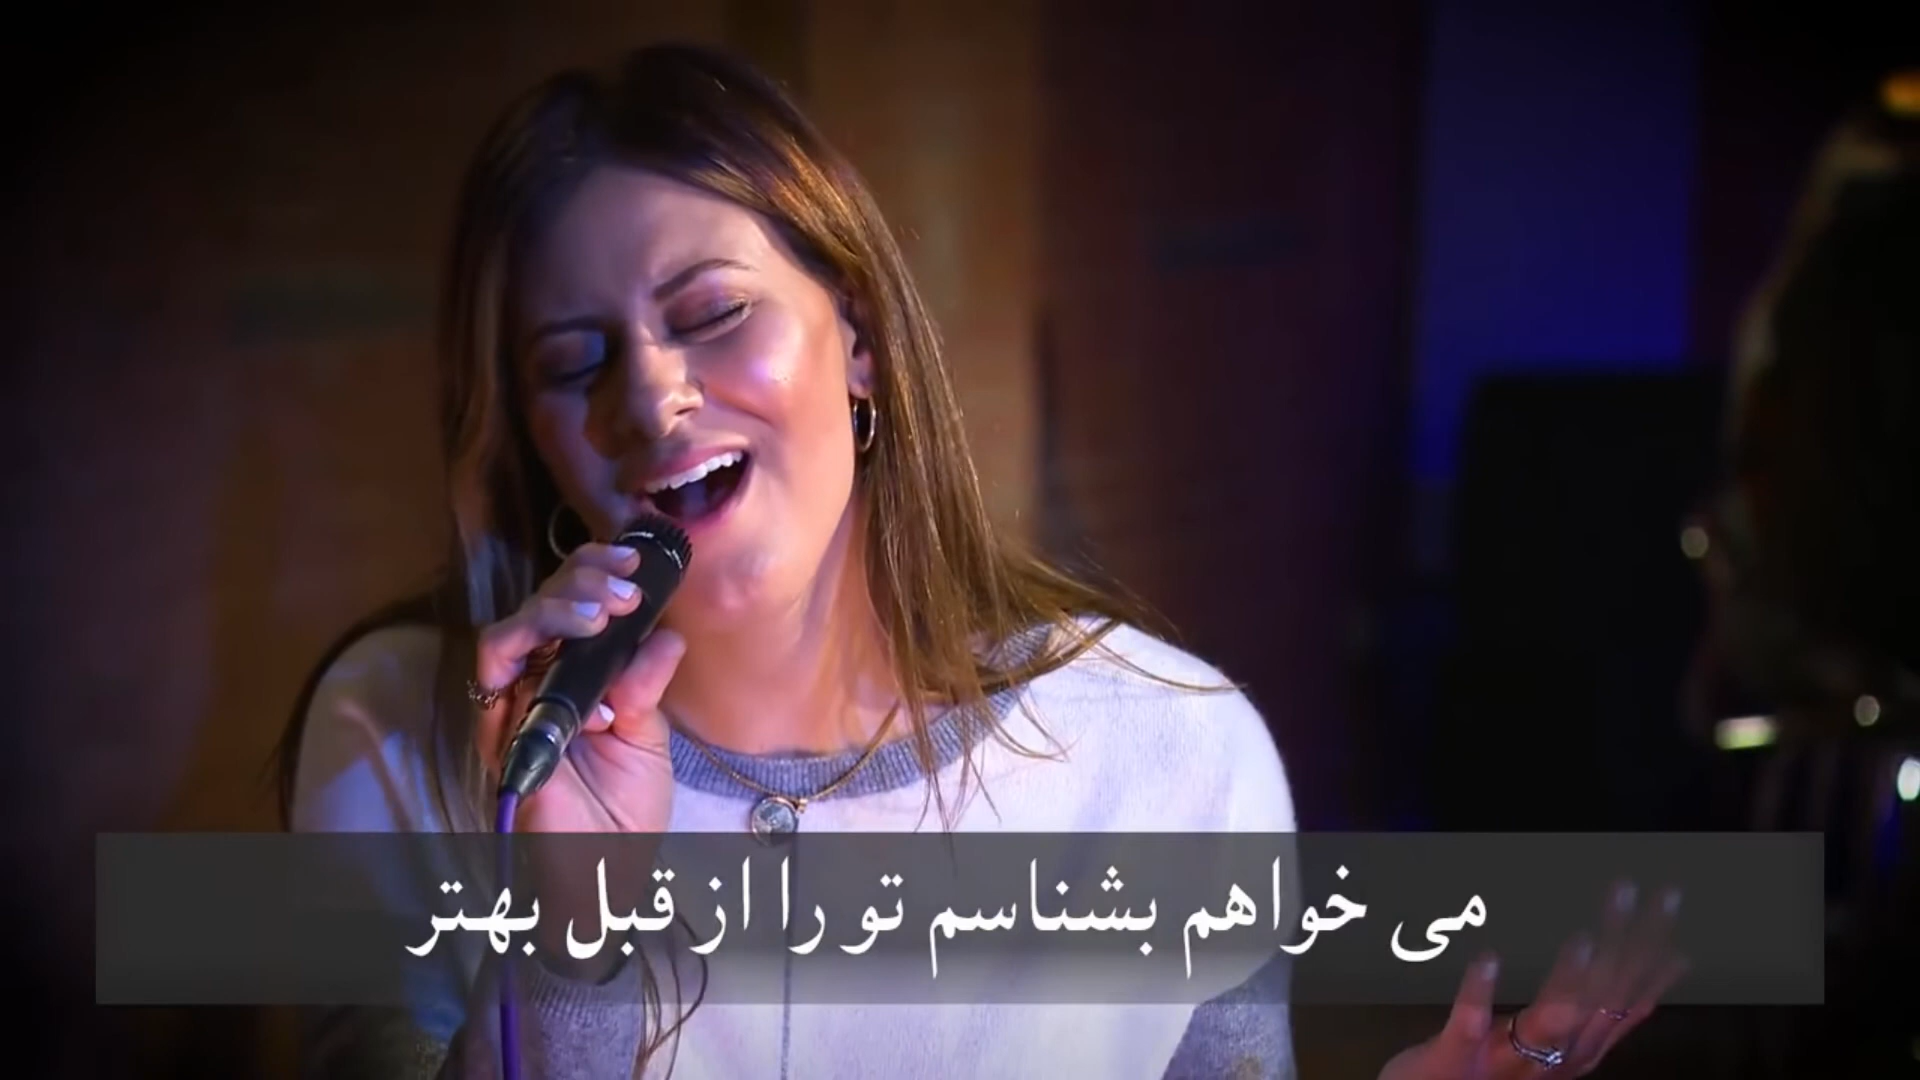 می خواهم بشناسم تو را از قبل بهتر